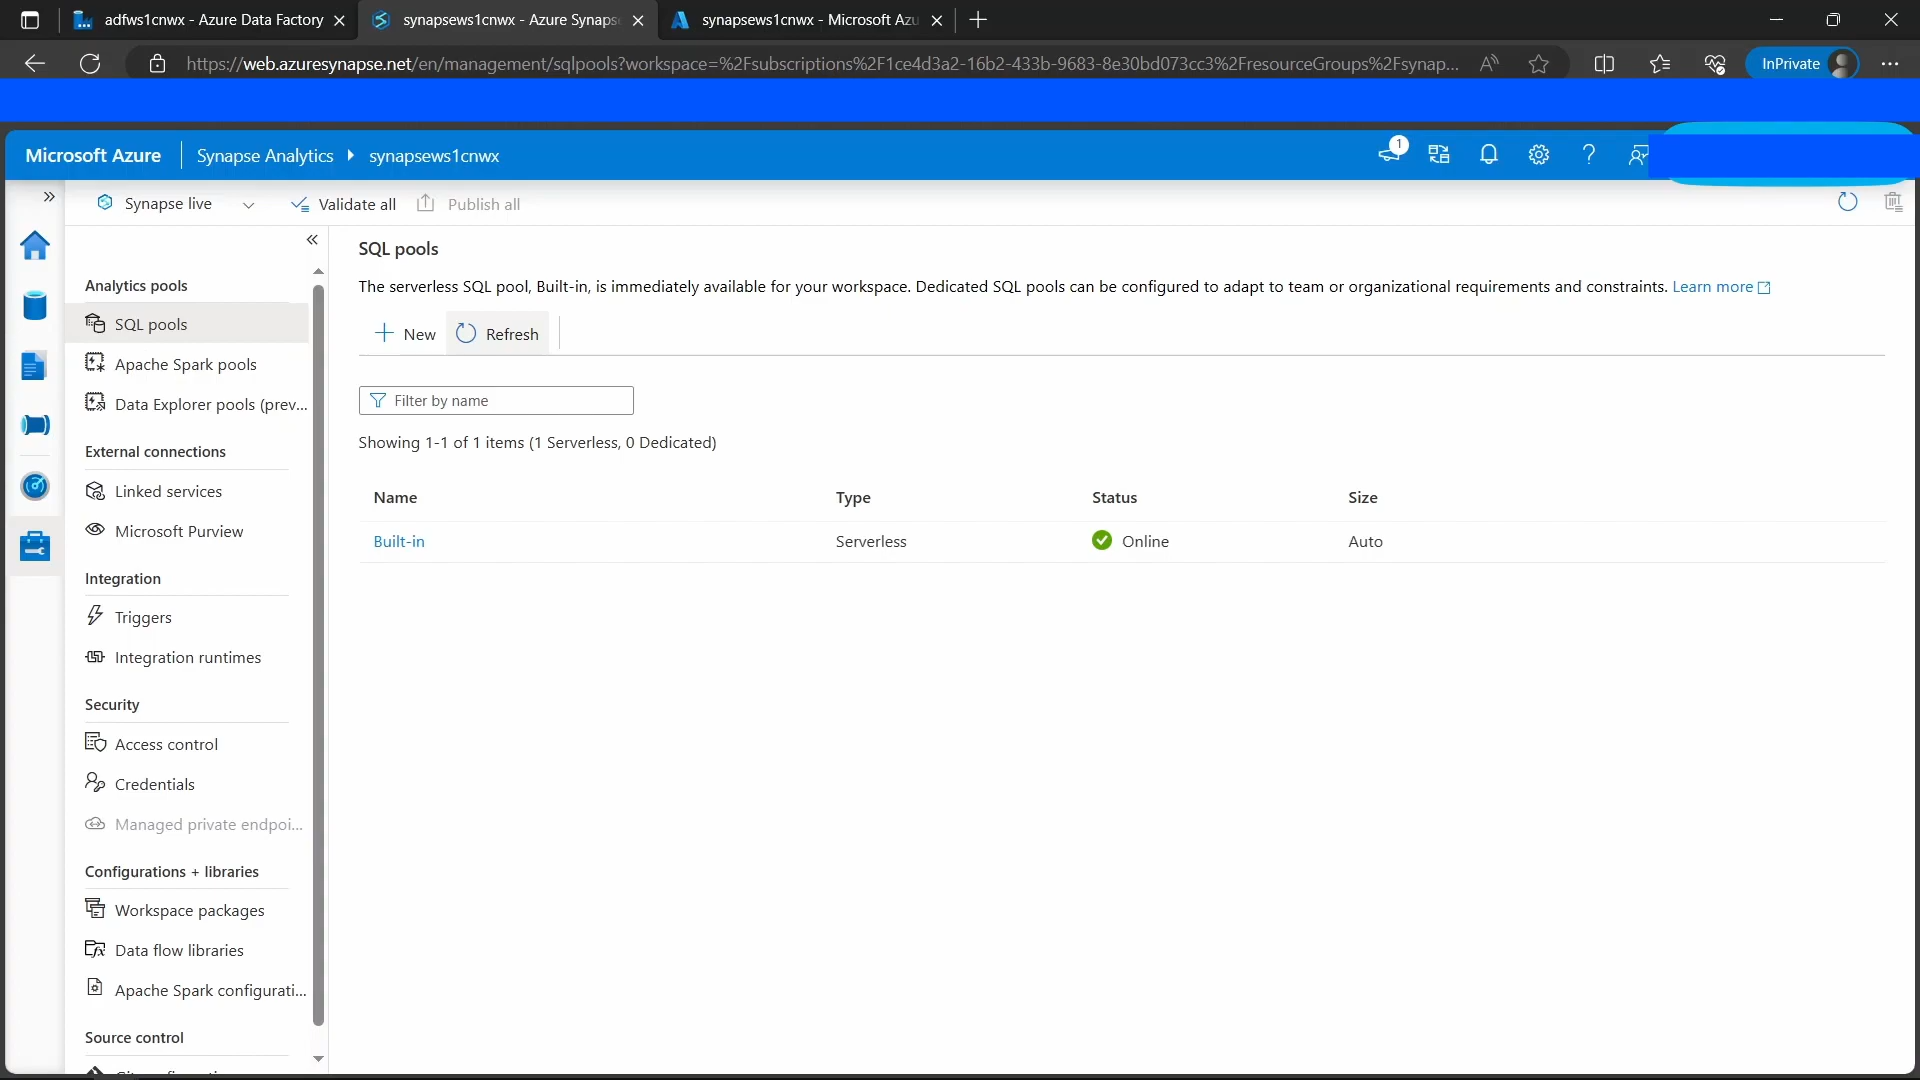 adfws1cnwx - Azure Data Factory
synapsews1cnwx - Azure Synaps
synapsews1cnwx - Microsoft Azu
https://web.azuresynapse.net/en/management/sqlpools?workspace=%2Fsubscriptions%2F1ce4d3a2-16b2-433b-9683-8e30bd073cc3%2FresourceGroups%2Fsynap...
InPrivate
Microsoft Azure
Synapse Analytics
synapsews1cnwx
1
Synapse live
Validate all
Publish all
Analytics pools
SQL pools
Apache Spark pools
Data Explorer pools (prev...
External connections
Linked services
Microsoft Purview
Integration
Triggers
Integration runtimes
Security
Access control
Credentials
Managed private endpoi...
Configurations + libraries
Workspace packages
Data flow libraries
Apache Spark configurati...
Source control
SQL pools
The serverless SQL pool, Built-in, is immediately available for your workspace. Dedicated SQL pools can be configured to adapt to team or organizational requirements and constraints. Learn more
New
Refresh
Filter by name
Showing 1-1 of 1 items (1 Serverless, 0 Dedicated)
Name Type Status Size
Built-in Serverless Online Auto